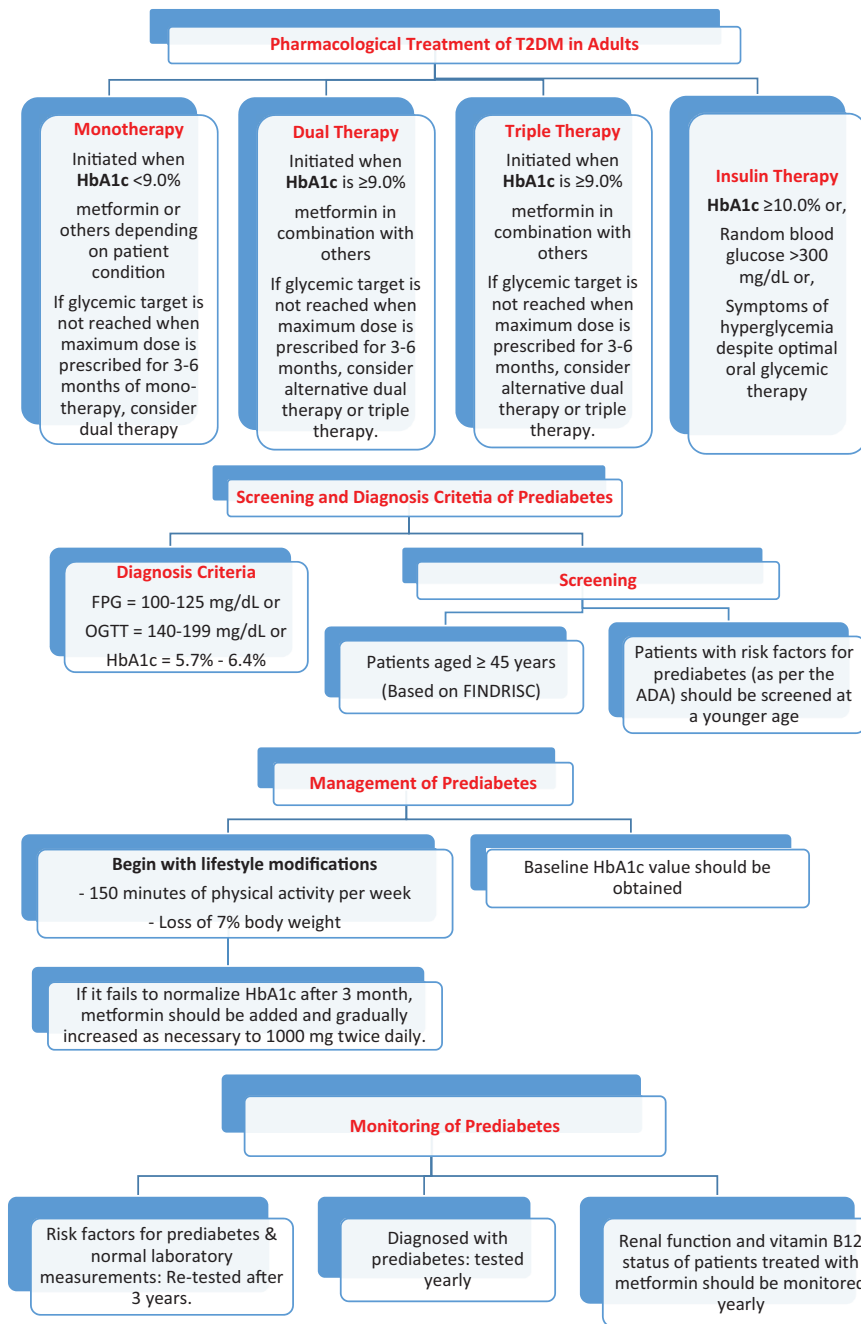 Pharmacological Treatment of T2DM in Adults
Monotherapy
Initiated when
HbA1c <9.0%
metformin or
others depending
on patient
condition
If glycemic target is
not reached when
maximum dose is
prescribed for 3-6
months of mono-
therapy, consider
dual therapy
Dual Therapy
Initiated when
HbA1c is ≥9.0%
metformin in
combination with
others
If glycemic target is
not reached when
maximum dose is
prescribed for 3-6
months, consider
alternative dual
therapy or triple
therapy.
Triple Therapy
Initiated when
HbA1c is ≥9.0%
metformin in
combination with
others
If glycemic target is
not reached when
maximum dose is
prescribed for 3-6
months, consider
alternative dual
therapy or triple
therapy.
Insulin Therapy
HbA1c ≥10.0% or,
Random blood
glucose >300
mg/dL or,
Symptoms of
hyperglycemia
despite optimal
oral glycemic
therapy
Screening and Diagnosis Critetia of Prediabetes
Diagnosis Criteria
FPG = 100-125 mg/dL or
OGTT = 140-199 mg/dL or
HbA1c = 5.7% - 6.4%
Screening
Patients aged ≥ 45 years
(Based on FINDRISC)
Patients with risk factors for
prediabetes (as per the
ADA) should be screened at
a younger age
Management of Prediabetes
Begin with lifestyle modifications
- 150 minutes of physical activity per week
- Loss of 7% body weight
Baseline HbA1c value should be
obtained
If it fails to normalize HbA1c after 3 month,
metformin should be added and gradually
increased as necessary to 1000 mg twice daily.
Monitoring of Prediabetes
Risk factors for prediabetes &
normal laboratory
measurements: Re-tested after
3 years.
Diagnosed with
prediabetes: tested
yearly
Renal function and vitamin B12
status of patients treated with
metformin should be monitored
yearly